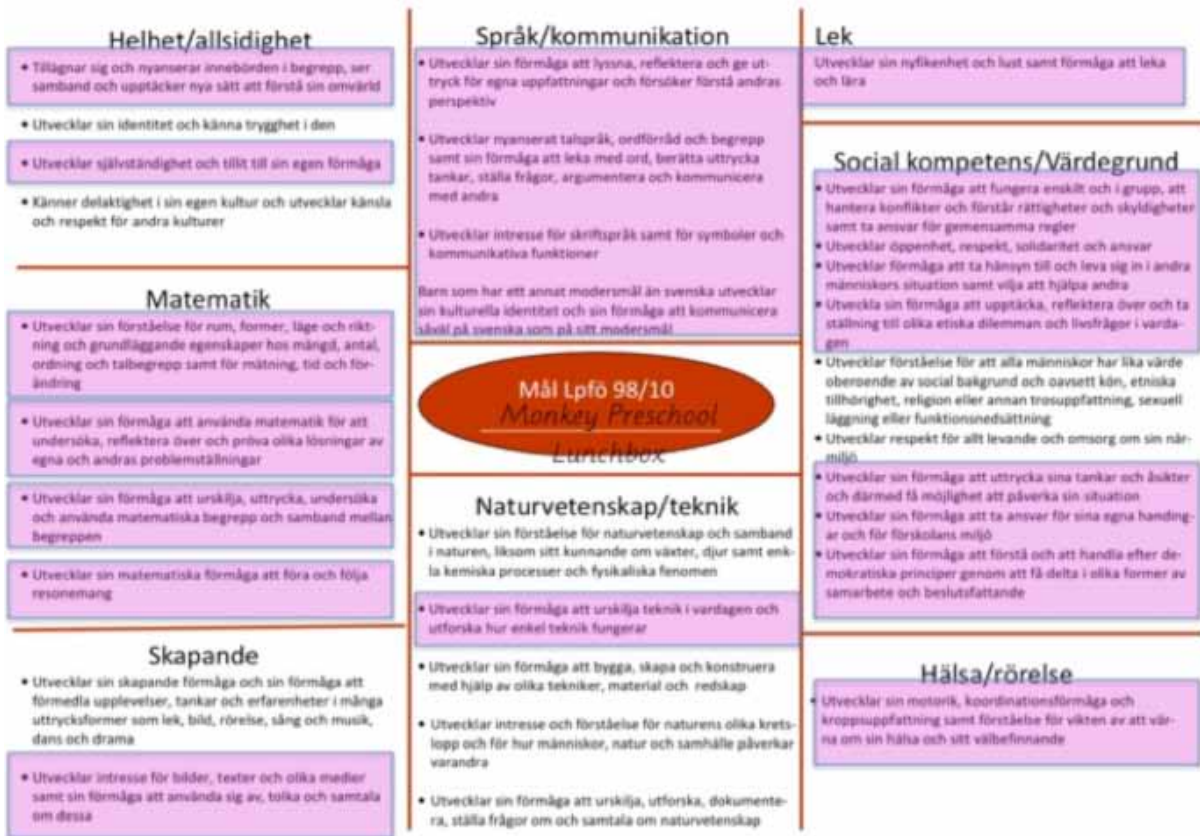 Helhet/allsidighet
• Tillägnar sig och nyanserar innebörden i begrepp, ser
samband och upptäcker nya sätt att förstå sin omvärld
• Utvecklar sin identitet och känna trygghet i den
• Utvecklar självständighet och tillit till sin egen förmåga
• Känner delaktighet i sin egen kultur och utvecklar känsla
och respekt för andra kulturer
Matematik
• Utvecklar sin förståelse för rum, former, läge och rikt-
ning och grundläggande egenskaper hos mängd, antal,
ordning och talbegrepp samt för mätning, tid och för-
ändring
• Utvecklar sin förmåga att använda matematik för att
undersöka, reflektera över och pröva olika lösningar av
egna och andras problemställningar
• Utvecklar sin förmåga att urskilja, uttrycka, undersöka
och använda matematiska begrepp och samband mellan
begreppen
• Utvecklar sin matematiska förmåga att föra och följa
resonemang
Skapande
• Utvecklar sin skapande förmåga och sin förmåga att
förmedla upplevelser, tankar och erfarenheter i många
uttrycksformer som lek, bild, rörelse, sång och musik,
dans och drama
• Utvecklar intresse för bilder, texter och olika medier
samt sin förmåga att använda sig av, tolka och samtala
om dessa
Språk/kommunikation
• Utvecklar sin förmåga att lyssna, reflektera och ge ut-
tryck för egna uppfattningar och försöker förstå andras
perspektiv
• Utvecklar nyanserat talspråk, ordförråd och begrepp
samt sin förmåga att leka med ord, berätta uttrycka
tankar, ställa frågor, argumentera och kommunicera
med andra
• Utvecklar intresse för skriftspråk samt för symboler och
kommunikativa funktioner
Barn som har ett annat modersmål än svenska utvecklar
sin kulturella identitet och sin förmåga att kommunicera
såväl på svenska som på sitt modersmål
Mål Lpfö 98/10
Monkey Preschool
Lunchbox
Naturvetenskap/teknik
• Utvecklar sin förståelse för naturvetenskap och samband
i naturen, liksom sitt kunnande om växter, djur samt enk-
la kemiska processer och fysikaliska fenomen
• Utvecklar sin förmåga att urskilja teknik i vardagen och
utforska hur enkel teknik fungerar
• Utvecklar sin förmåga att bygga, skapa och konstruera
med hjälp av olika tekniker, material och redskap
• Utvecklar intresse och förståelse för naturens olika krets-
lopp och för hur människor, natur och samhälle påverkar
varandra
• Utvecklar sin förmåga att urskilja, utforska, dokumente-
ra, ställa frågor om och samtala om naturvetenskap
Lek
Utvecklar sin nyfikenhet och lust samt förmåga att leka
och lära
Social kompetens/Värdegrund
• Utvecklar sin förmåga att fungera enskilt och i grupp, att
hantera konflikter och förstår rättigheter och skyldigheter
samt ta ansvar för gemensamma regler
• Utvecklar öppenhet, respekt, solidaritet och ansvar
• Utvecklar förmåga att ta hänsyn till och leva sig in i andra
människors situation samt vilja att hjälpa andra
• Utveckla sin förmåga att upptäcka, reflektera över och ta
ställning till olika etiska dilemman och livsfrågor i varda-
gen
• Utvecklar förståelse för att alla människor har lika värde
oberoende av social bakgrund och oavsett kön, etniska
tillhörighet, religion eller annan trosuppfattning, sexuell
läggning eller funktionsnedsättning
• Utvecklar respekt för allt levande och omsorg om sin när-
miljö
• Utvecklar sin förmåga att uttrycka sina tankar och åsikter
och därmed få möjlighet att påverka sin situation
• Utvecklar sin förmåga att ta ansvar för sina egna handing-
ar och för förskolans miljö
• Utvecklar sin förmåga att förstå och att handla efter de-
mokratiska principer genom att få delta i olika former av
samarbete och beslutsfattande
Hälsa/rörelse
• Utvecklar sin motorik, koordinationsförmåga och
kroppsuppfattning samt förståelse för vikten av att vär-
na om sin hälsa och sitt välbefinnande